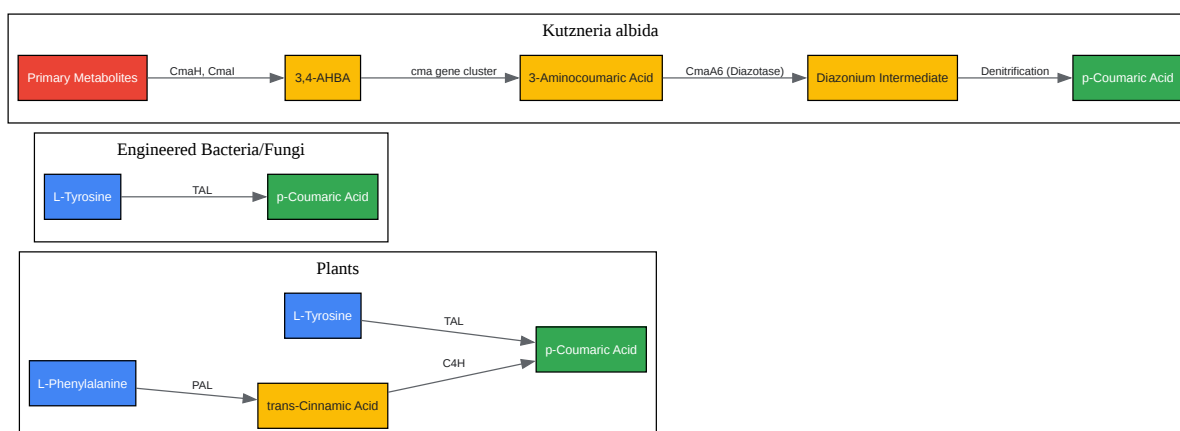 Kutzneria albida
Primary Metabolites
CmaH, CmaI
3,4-AHBA
cma gene cluster
3-Aminocoumaric Acid
CmaA6 (Diazotase)
Diazonium Intermediate
Denitrification
p-Coumaric Acid
Engineered Bacteria/Fungi
L-Tyrosine
TAL
p-Coumaric Acid
Plants
L-Tyrosine
TAL
p-Coumaric Acid
L-Phenylalanine
PAL
trans-Cinnamic Acid
C4H